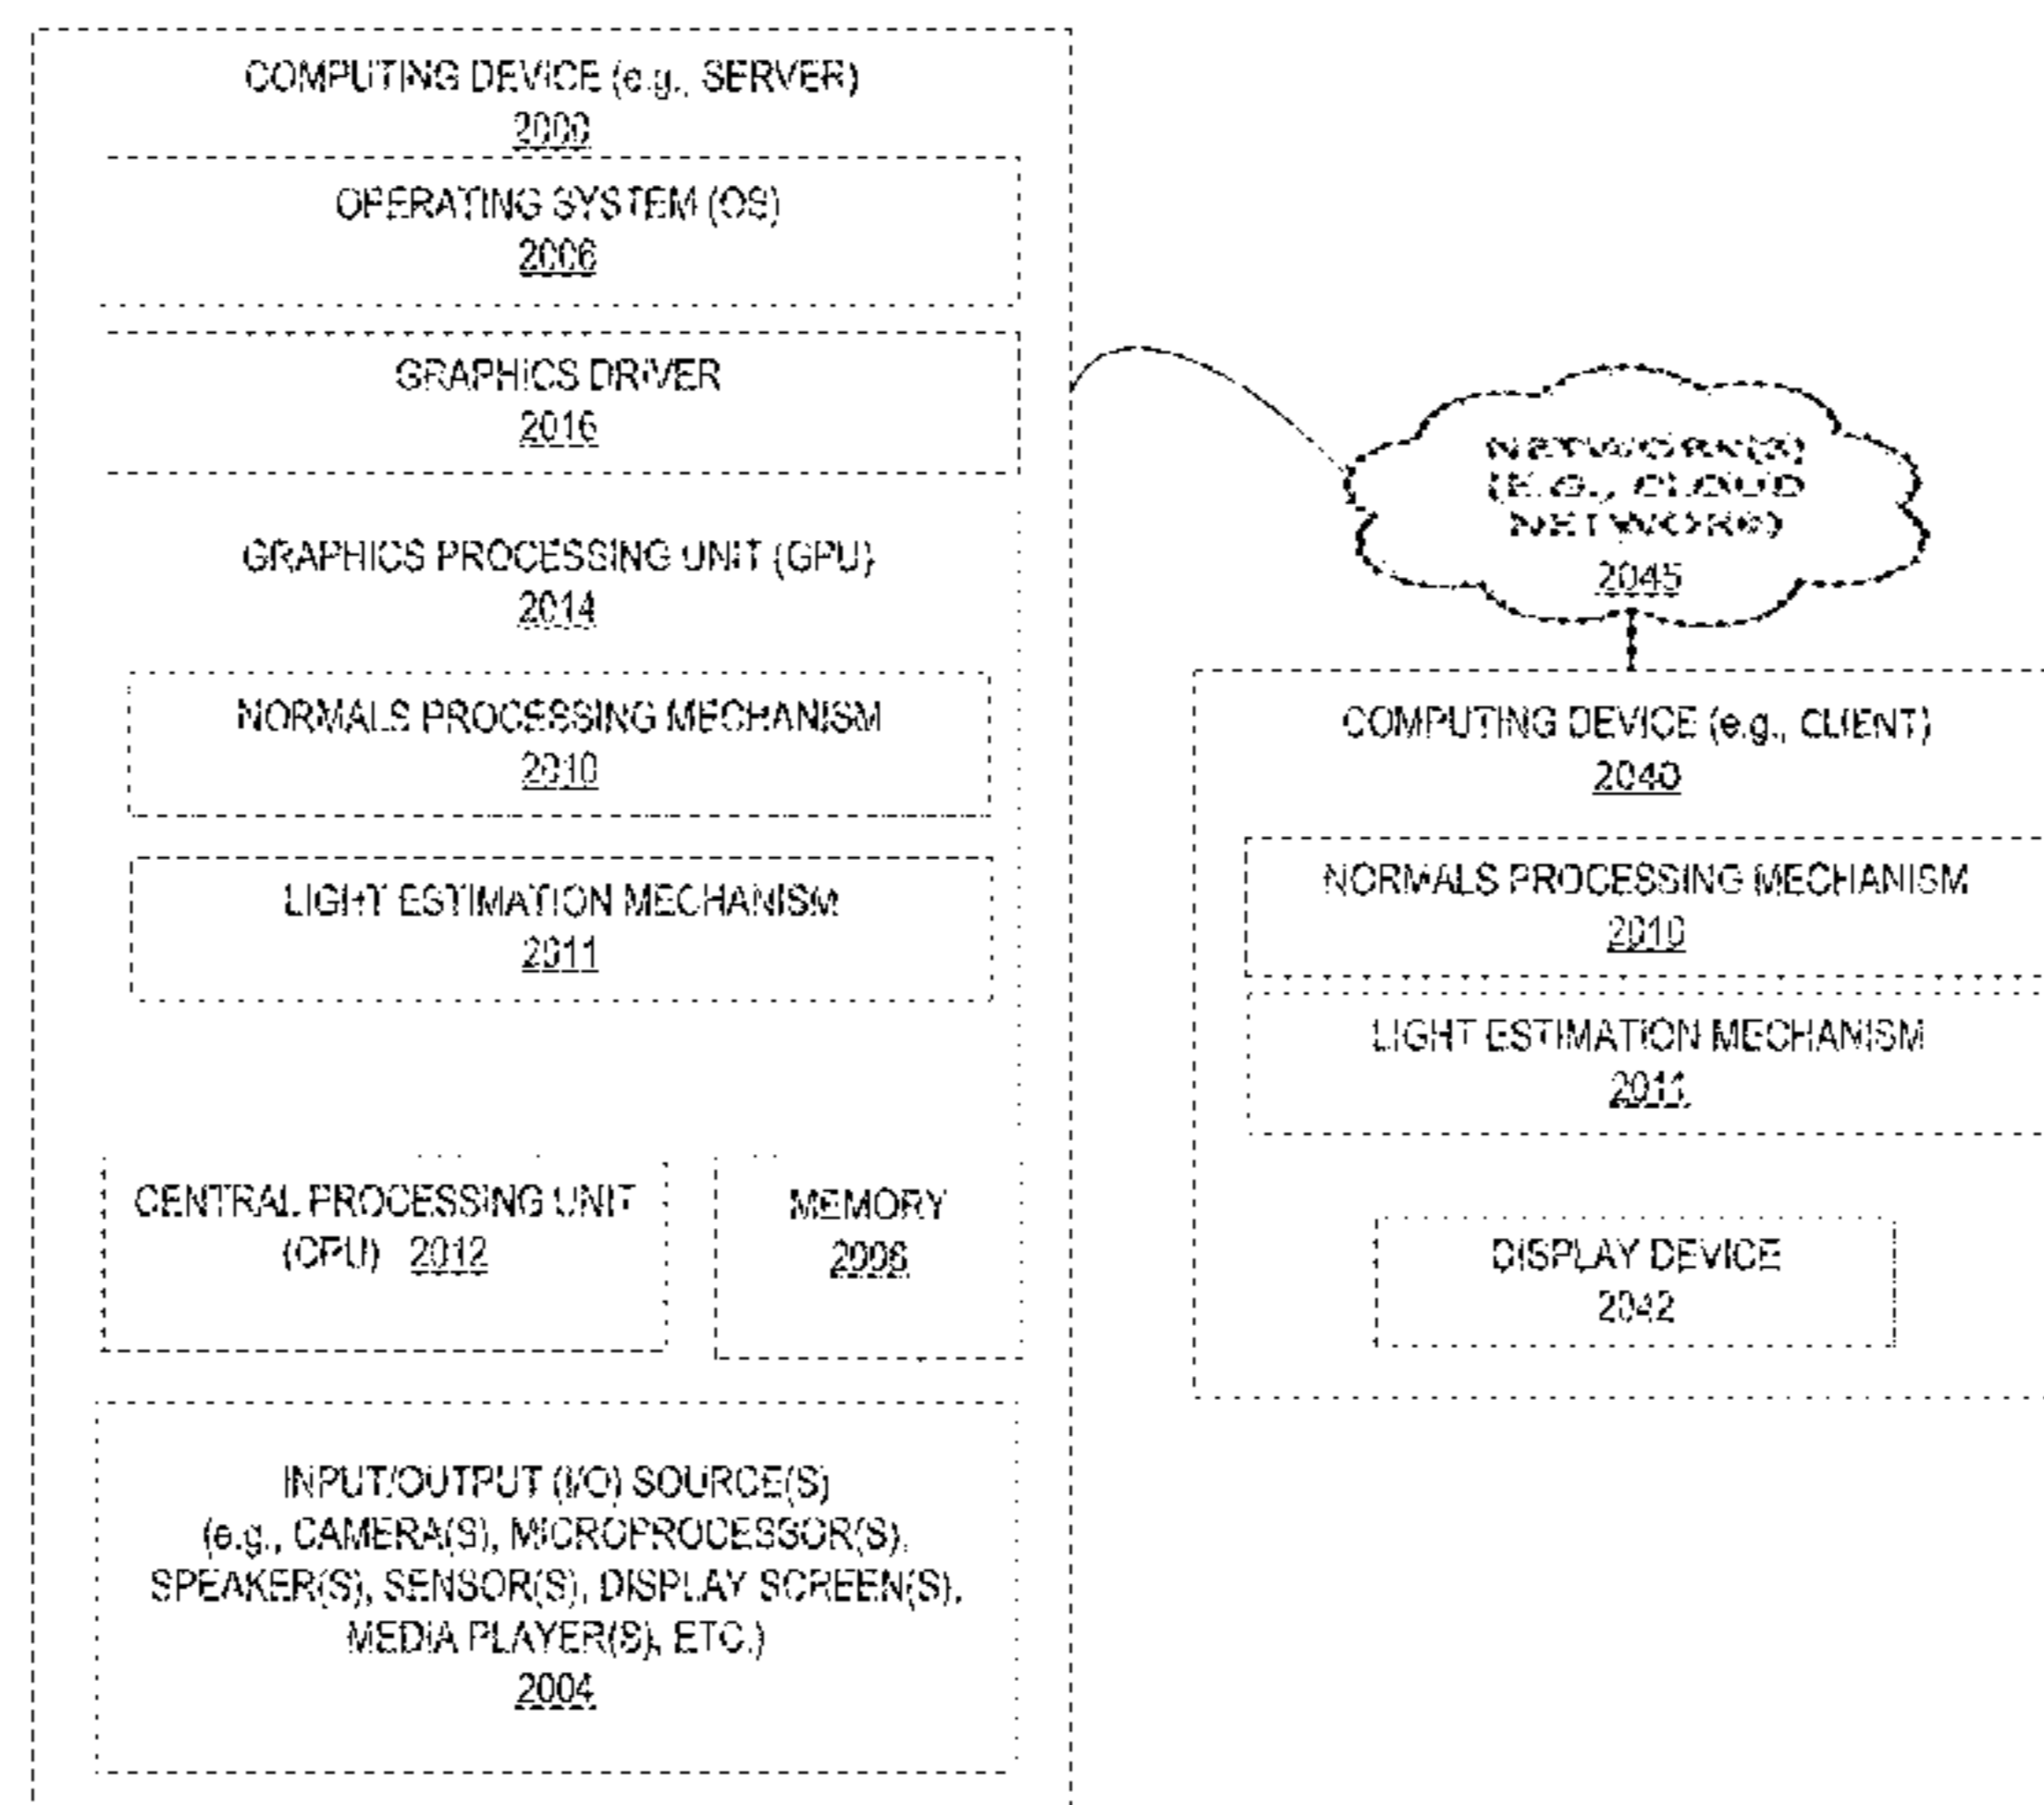 COMPUTING DEVICE (e.g., SERVER)
2000
OPERATING SYSTEM (OS)
2006
GRAPHICS DRIVER
2016
GRAPHICS PROCESSING UNIT (GPU)
2014
NORMALS PROCESSING MECHANISM
2010
LIGHT ESTIMATION MECHANISM
2011
CENTRAL PROCESSING UNIT
(CPU) 2012
MEMORY
2008
INPUT/OUTPUT (I/O) SOURCE(S)
(e.g., CAMERA(S), MICROPROCESSOR(S),
SPEAKER(S), SENSOR(S), DISPLAY SCREEN(S),
MEDIA PLAYER(S), ETC.)
2004
NETWORK(S)
(E.G., CLOUD
NETWORK)
2045
COMPUTING DEVICE (e.g., CLIENT)
2040
NORMALS PROCESSING MECHANISM
2010
LIGHT ESTIMATION MECHANISM
2011
DISPLAY DEVICE
2042